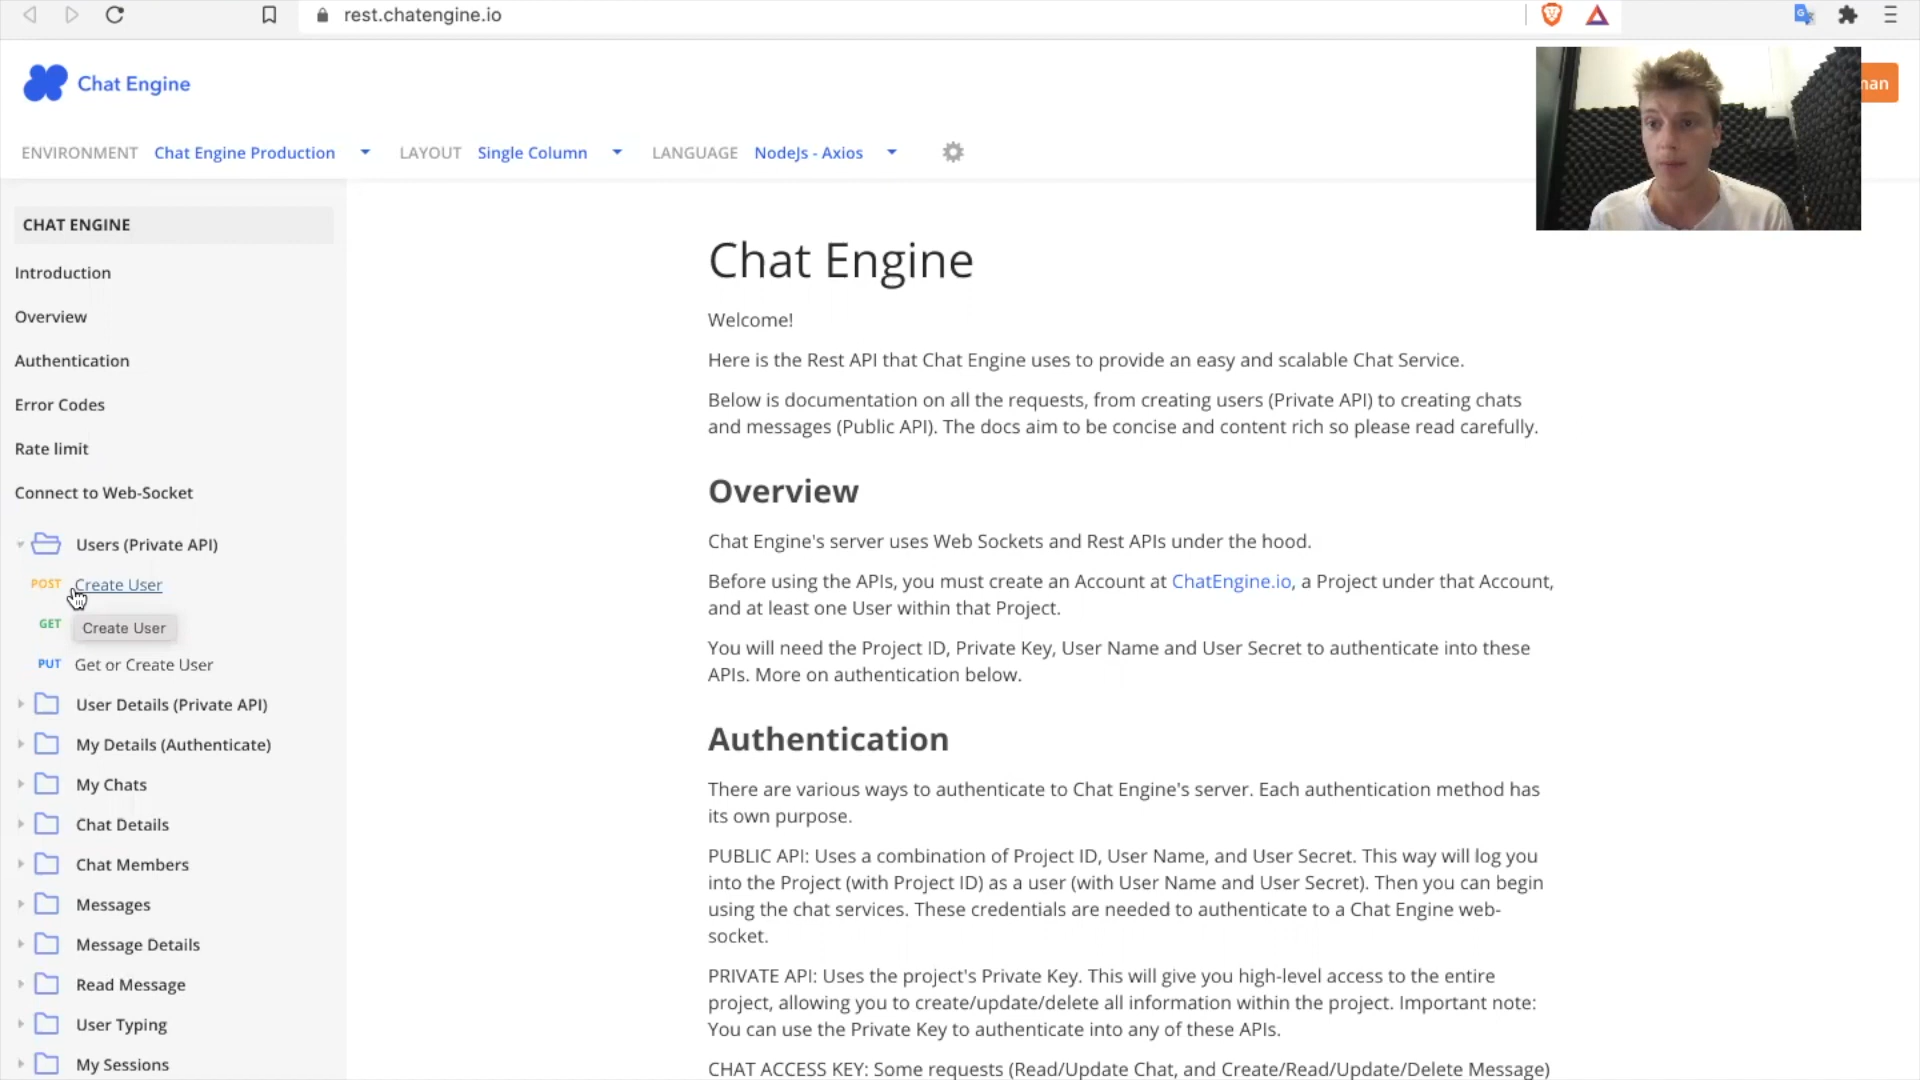 rest.chatengine.io
Chat Engine
man
ENVIRONMENT Chat Engine Production LAYOUT Single Column LANGUAGE NodeJs - Axios
CHAT ENGINE
Introduction
Overview
Authentication
Error Codes
Rate limit
Connect to Web-Socket
Users (Private API)
POST Create User
GET
Create User
PUT Get or Create User
User Details (Private API)
My Details (Authenticate)
My Chats
Chat Details
Chat Members
Messages
Message Details
Read Message
User Typing
My Sessions
Chat Engine
Welcome!
Here is the Rest API that Chat Engine uses to provide an easy and scalable Chat Service.
Below is documentation on all the requests, from creating users (Private API) to creating chats
and messages (Public API). The docs aim to be concise and content rich so please read carefully.
Overview
Chat Engine's server uses Web Sockets and Rest APIs under the hood.
Before using the APIs, you must create an Account at ChatEngine.io, a Project under that Account,
and at least one User within that Project.
You will need the Project ID, Private Key, User Name and User Secret to authenticate into these
APIs. More on authentication below.
Authentication
There are various ways to authenticate to Chat Engine's server. Each authentication method has
its own purpose.
PUBLIC API: Uses a combination of Project ID, User Name, and User Secret. This way will log you
into the Project (with Project ID) as a user (with User Name and User Secret). Then you can begin
using the chat services. These credentials are needed to authenticate to a Chat Engine web-
socket.
PRIVATE API: Uses the project's Private Key. This will give you high-level access to the entire
project, allowing you to create/update/delete all information within the project. Important note:
You can use the Private Key to authenticate into any of these APIs.
CHAT ACCESS KEY: Some requests (Read/Update Chat, and Create/Read/Update/Delete Message)